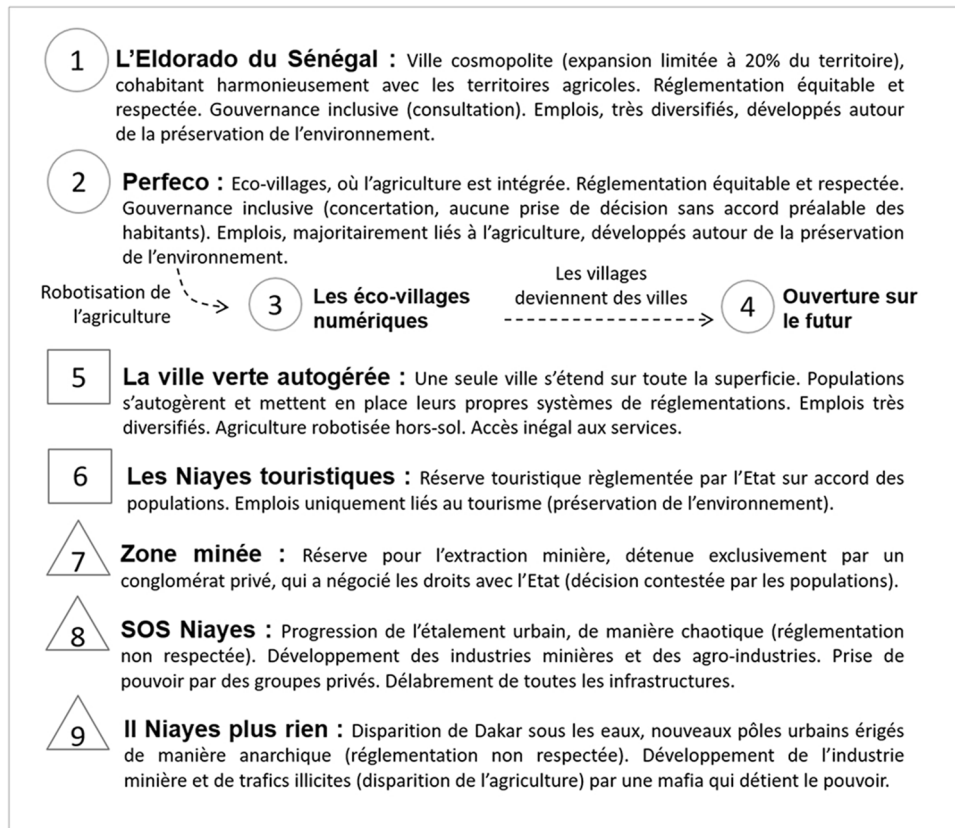 1 L’Eldorado du Sénégal : Ville cosmopolite (expansion limitée à 20% du territoire),
cohabitant harmonieusement avec les territoires agricoles. Réglementation équitable et
respectée. Gouvernance inclusive (consultation). Emplois, très diversifiés, développés autour
de la préservation de l’environnement.
2 Perfeco : Eco-villages, où l’agriculture est intégrée. Réglementation équitable et respectée.
Gouvernance inclusive (concertation, aucune prise de décision sans accord préalable des
habitants). Emplois, majoritairement liés à l’agriculture, développés autour de la préservation
de l’environnement.
Robotisation de
l’agriculture
3 Les éco-villages
numériques
Les villages
deviennent des villes
4 Ouverture sur
le futur
5 La ville verte autogérée : Une seule ville s’étend sur toute la superficie. Populations
s’autogèrent et mettent en place leurs propres systèmes de réglementations. Emplois très
diversifiés. Agriculture robotisée hors-sol. Accès inégal aux services.
6 Les Niayes touristiques : Réserve touristique règlementée par l’Etat sur accord des
populations. Emplois uniquement liés au tourisme (préservation de l’environnement).
7 Zone minée : Réserve pour l’extraction minière, détenue exclusivement par un
conglomérat privé, qui a négocié les droits avec l’Etat (décision contestée par les populations).
8 SOS Niayes : Progression de l’étalement urbain, de manière chaotique (réglementation
non respectée). Développement des industries minières et des agro-industries. Prise de
pouvoir par des groupes privés. Délabrement de toutes les infrastructures.
9 Il Niayes plus rien : Disparition de Dakar sous les eaux, nouveaux pôles urbains érigés
de manière anarchique (réglementation non respectée). Développement de l’industrie
minière et de trafics illicites (disparition de l’agriculture) par une mafia qui détient le pouvoir.